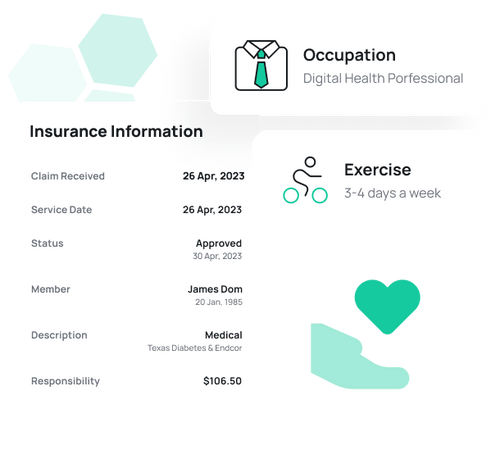 Occupation
Digital Health Porfessional
Insurance Information
Claim Received 26 Apr, 2023
Service Date 26 Apr, 2023
Status Approved
30 Apr, 2023
Member James Dom
20 Jan, 1985
Description Medical
Texas Diabetes & Endcor
Responsibility $106.50
Exercise
3-4 days a week